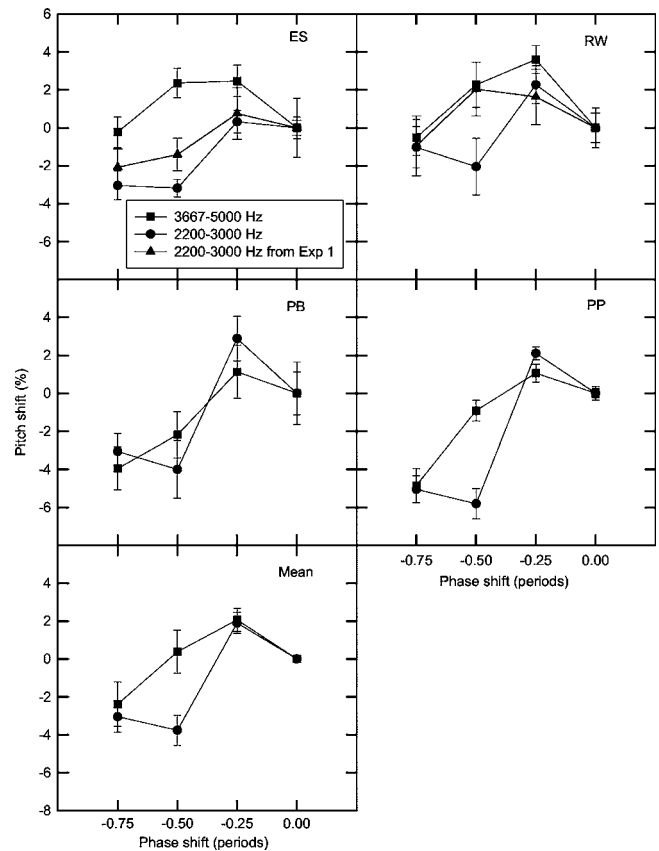 ES
RW
6
4
2
0
-2
-4
-6
3667-5000 Hz
2200-3000 Hz
2200-3000 Hz from Exp 1
PB
PP
Pitch shift (%)
6
4
2
0
-2
-4
-6
-0.75 -0.50 -0.25 0.00
Phase shift (periods)
Mean
4
2
0
-2
-4
-6
-8
-0.75 -0.50 -0.25 0.00
Phase shift (periods)